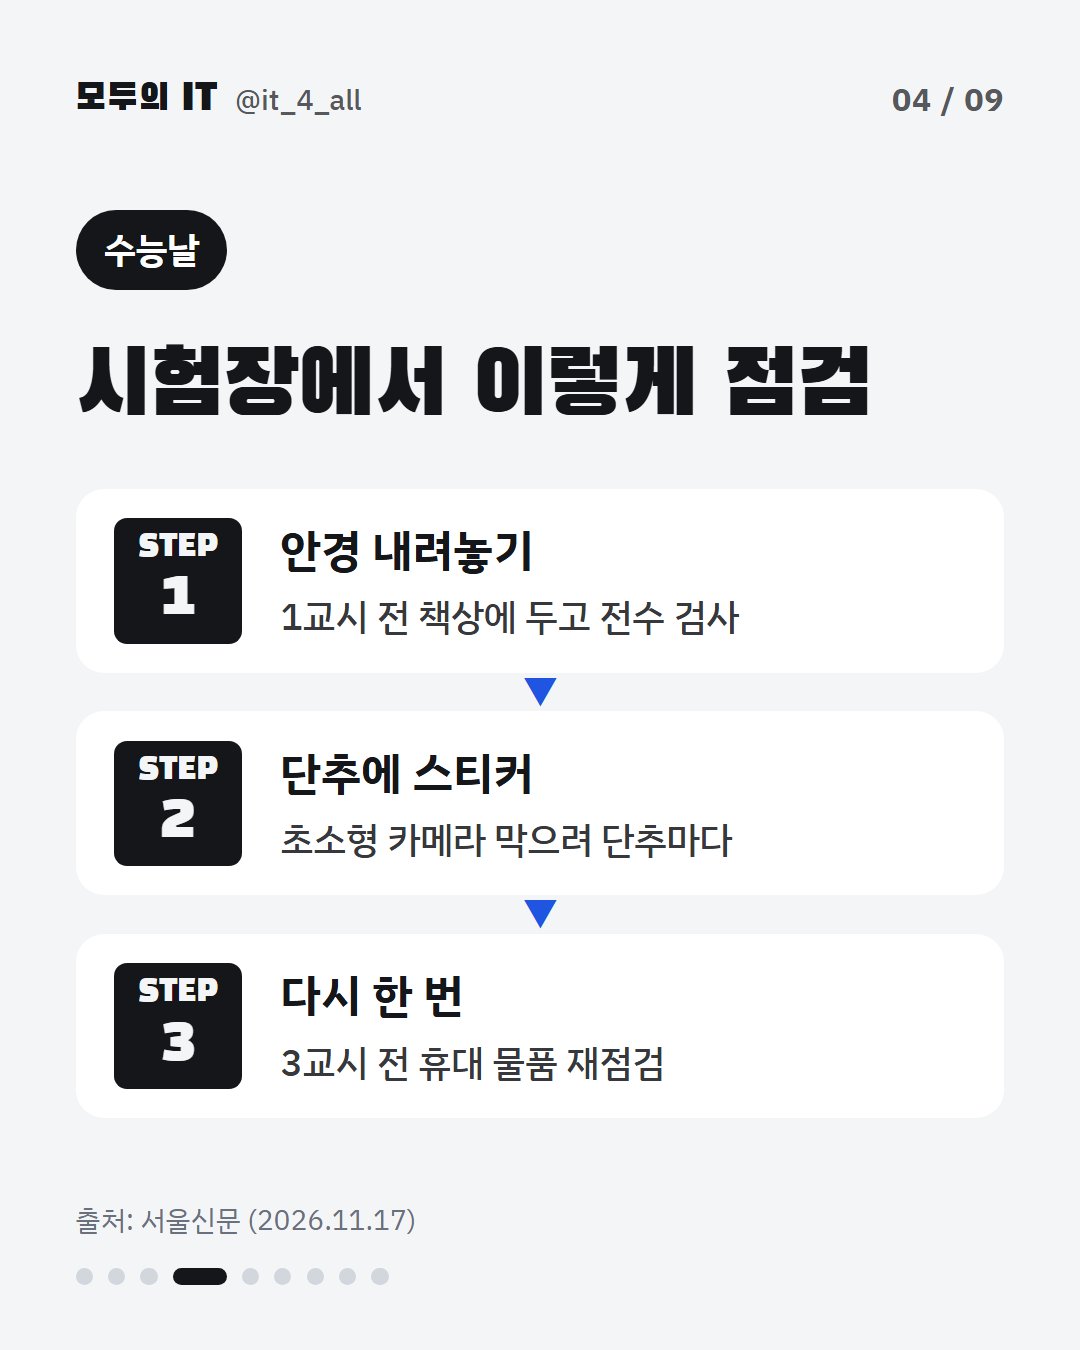 모두의 IT @it_4_all
04 / 09
수능날
시험장에서 이렇게 점검
STEP 1
안경 내려놓기
1교시 전 책상에 두고 전수 검사
STEP 2
단추에 스티커
초소형 카메라 막으려 단추마다
STEP 3
다시 한 번
3교시 전 휴대 물품 재점검
출처: 서울신문 (2026.11.17)